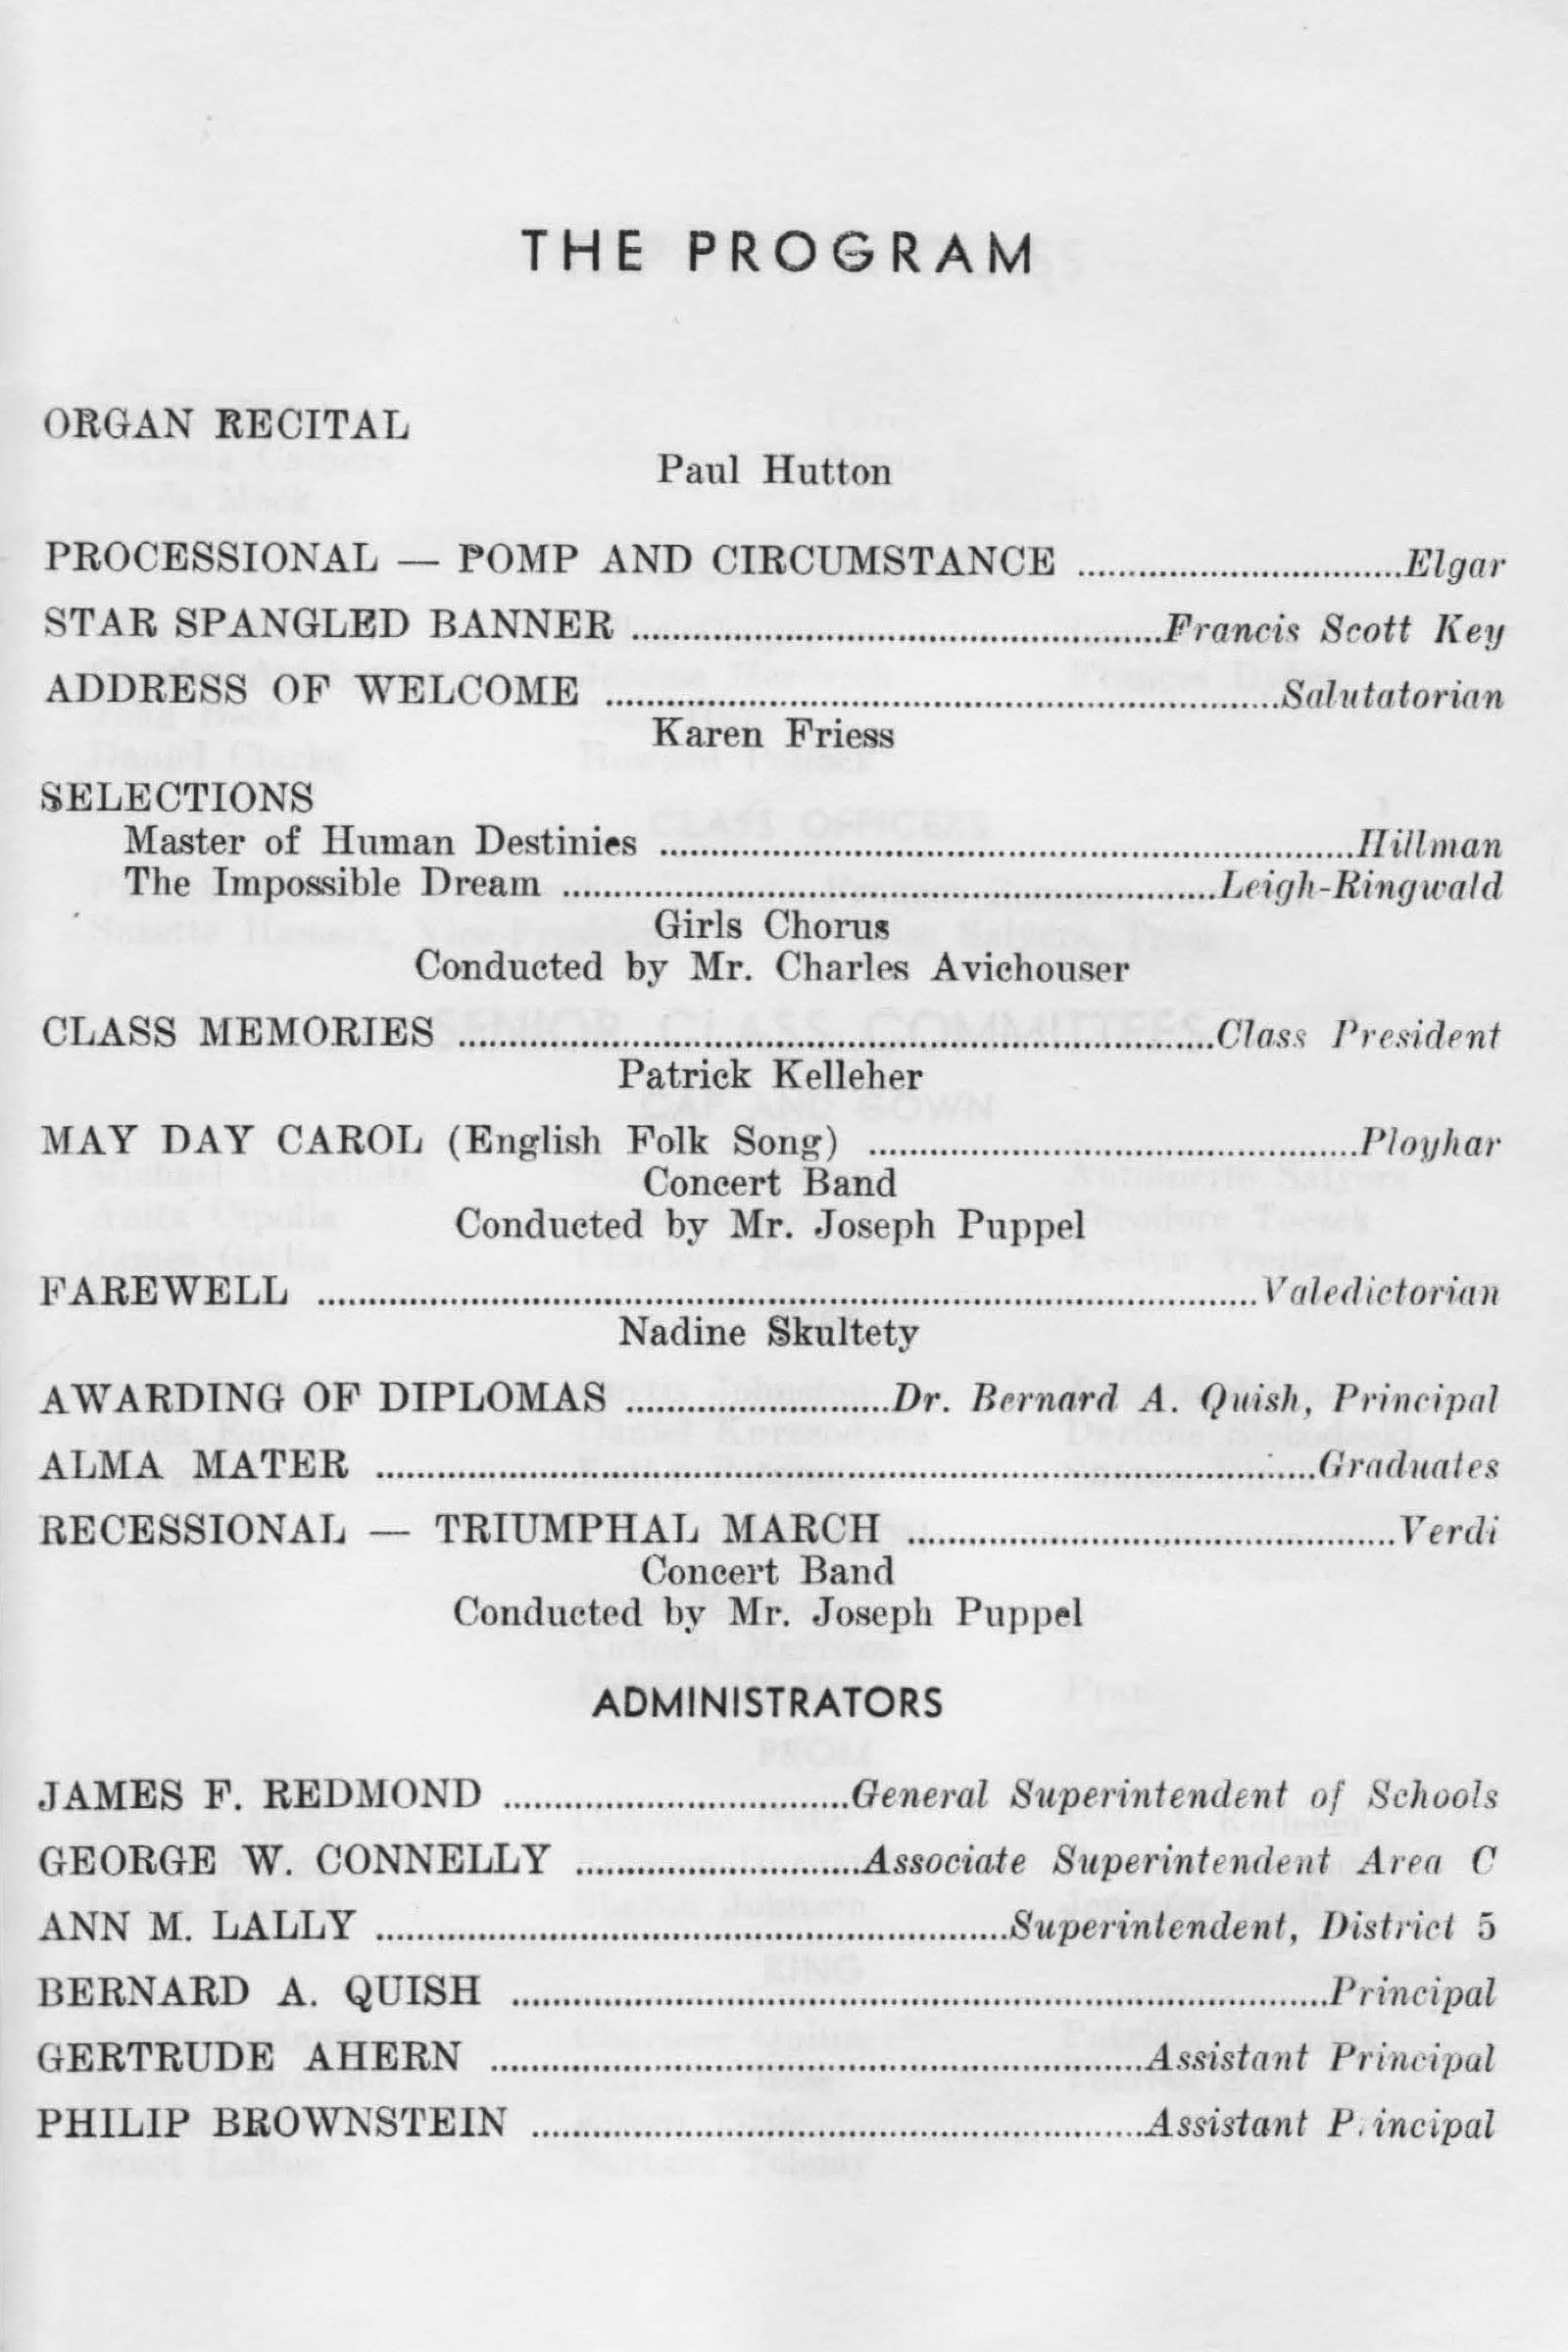 THE PROGRAM
ORGAN RECITAL
Paul Hutton
PROCESSIONAL — POMP AND CIRCUMSTANCE ................................Elgar
STAR SPANGLED BANNER ....................................................Francis Scott Key
ADDRESS OF WELCOME ..................................................................Salutatorian
Karen Friess
SELECTIONS
Master of Human Destinies ....................................................................Hillman
The Impossible Dream ................................................................Leigh-Ringwald
Girls Chorus
Conducted by Mr. Charles Avichouser
CLASS MEMORIES ..........................................................................Class President
Patrick Kelleher
MAY DAY CAROL (English Folk Song) ................................................Ployhar
Concert Band
Conducted by Mr. Joseph Puppel
FAREWELL ............................................................................................Valedictorian
Nadine Skultety
AWARDING OF DIPLOMAS ..........................Dr. Bernard A. Quish, Principal
ALMA MATER ............................................................................................Graduates
RECESSIONAL — TRIUMPHAL MARCH ................................................Verdi
Concert Band
Conducted by Mr. Joseph Puppel
ADMINISTRATORS
JAMES F. REDMOND ..................................General Superintendent of Schools
GEORGE W. CONNELLY ............................Associate Superintendent Area C
ANN M. LALLY ..............................................................Superintendent, District 5
BERNARD A. QUISH ................................................................................Principal
GERTRUDE AHERN ................................................................Assistant Principal
PHILIP BROWNSTEIN ............................................................Assistant P.incipal